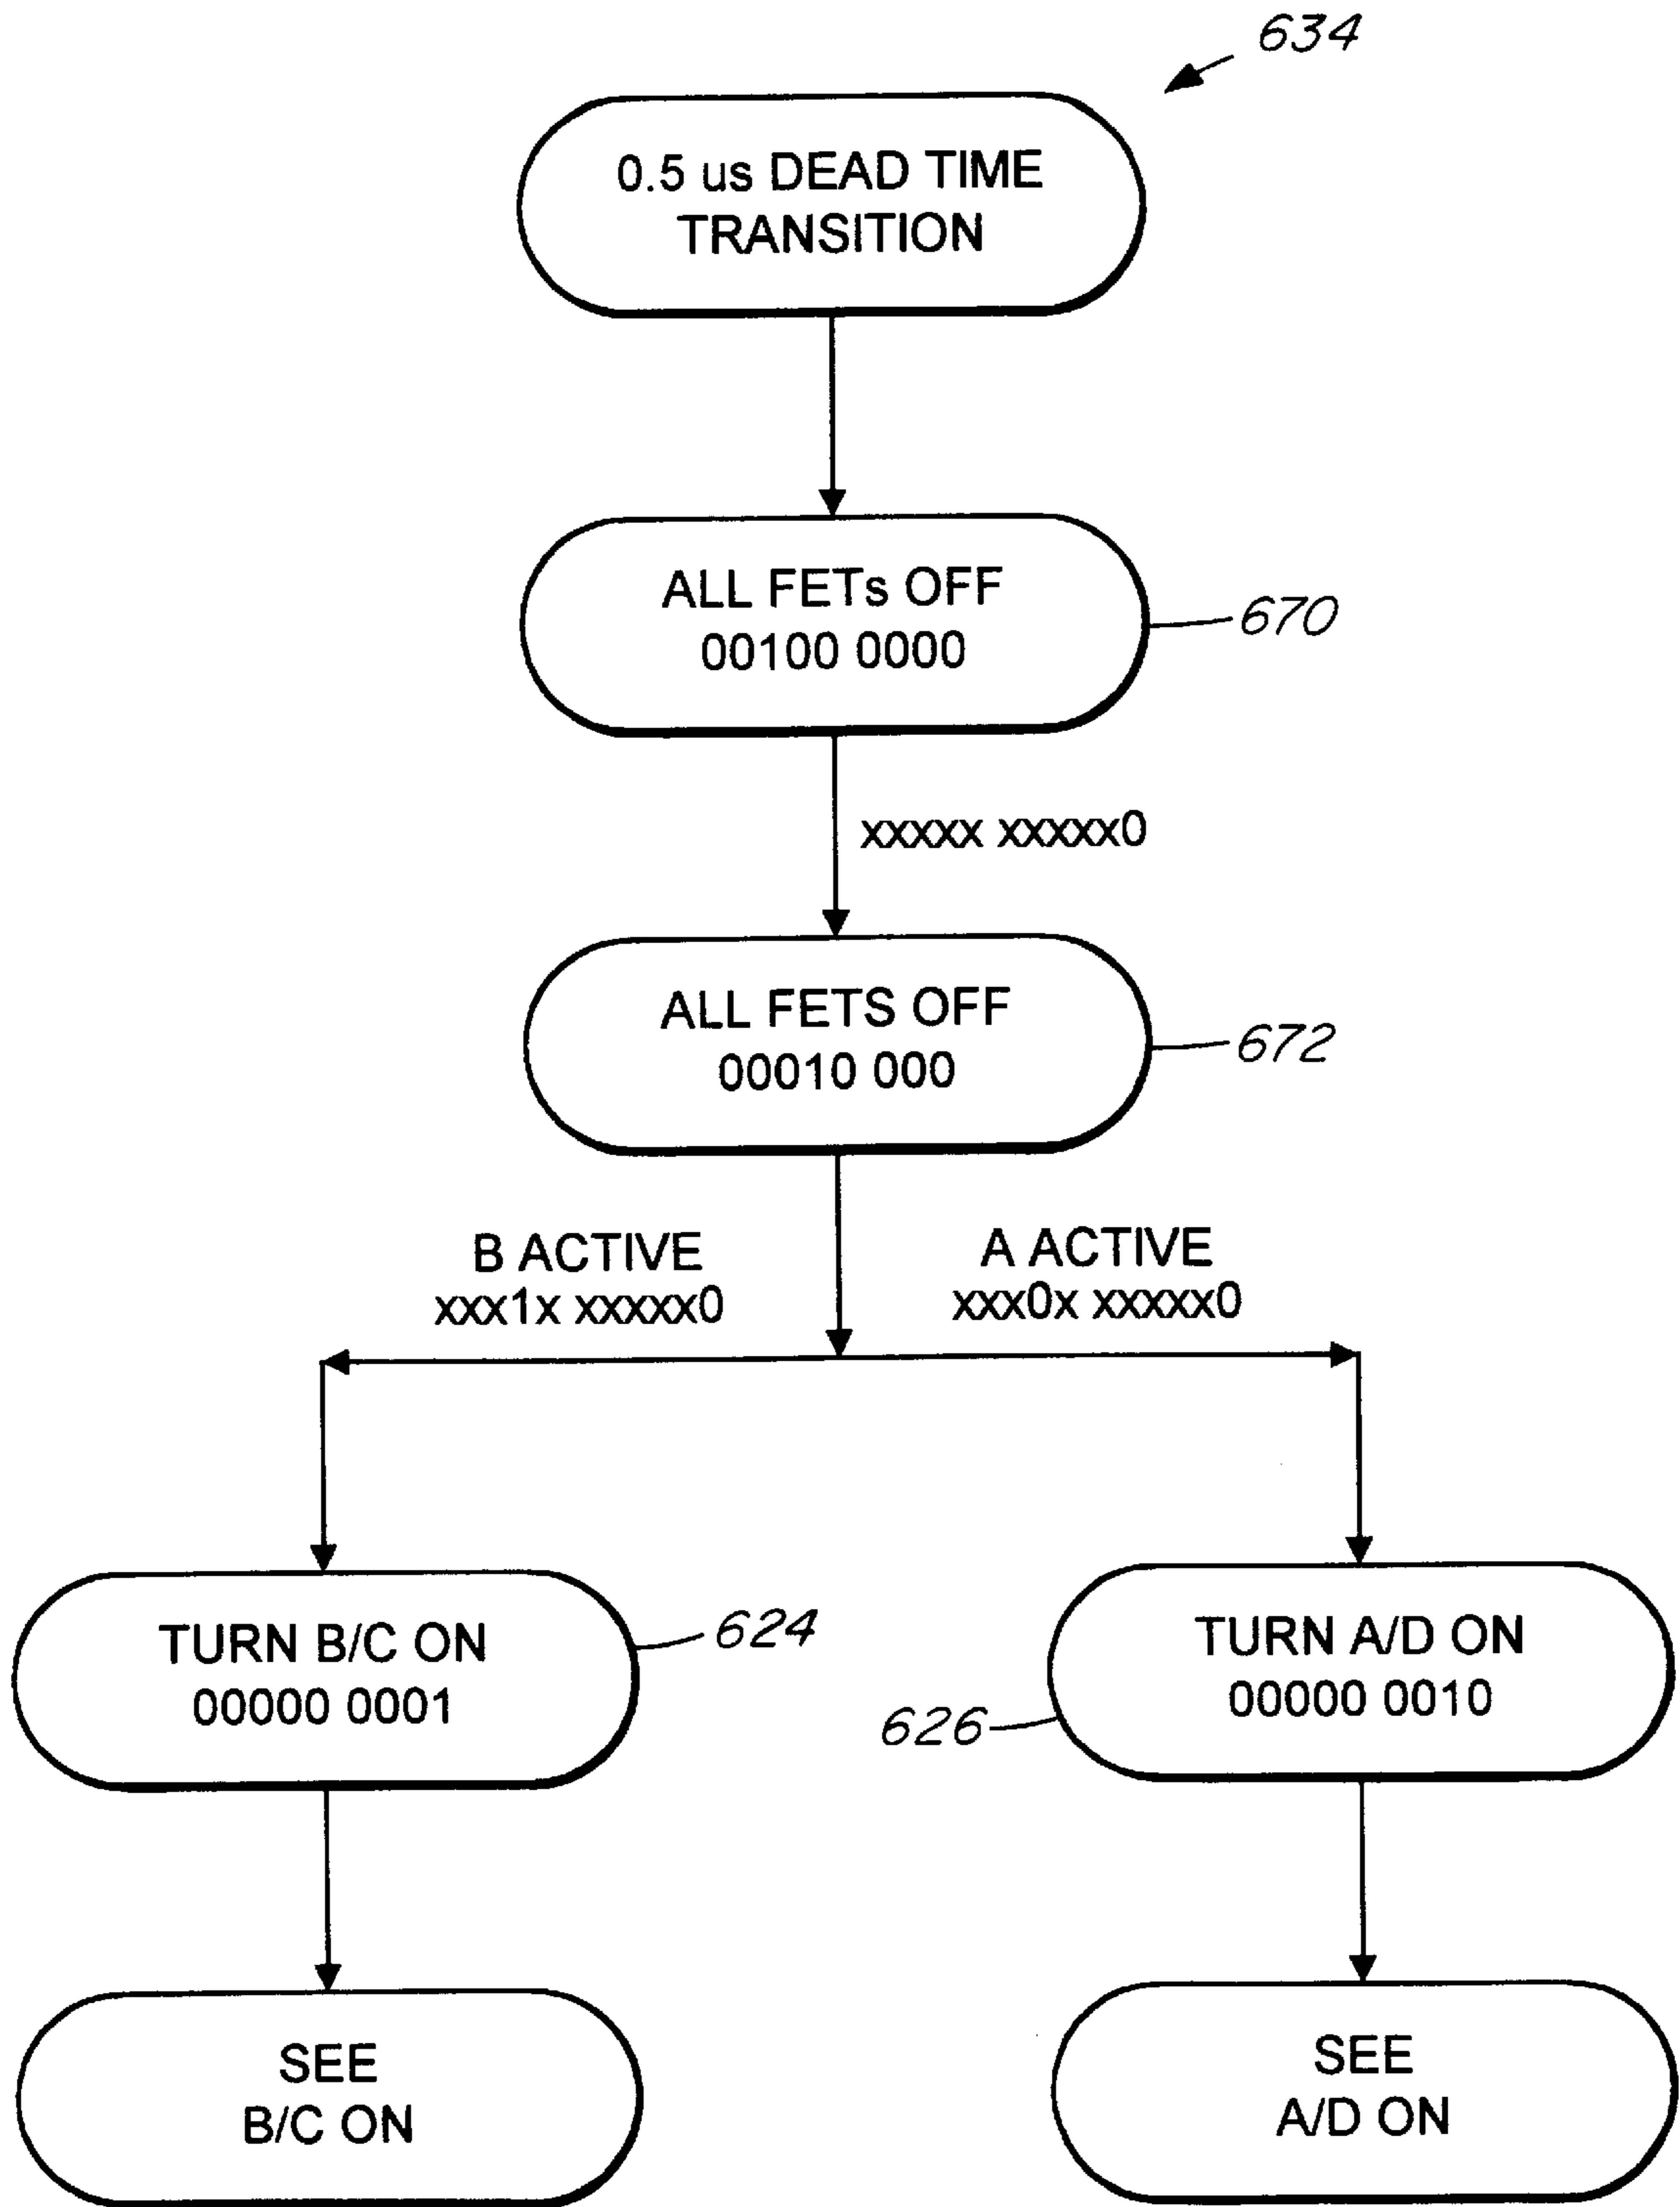 634
0.5 us DEAD TIME
TRANSITION
ALL FETs OFF
00100 0000
670
xxxxx xxxxx0
ALL FETS OFF
00010 000
672
B ACTIVE
xxx1x xxxxx0
A ACTIVE
xxx0x xxxxx0
TURN B/C ON
00000 0001
624
TURN A/D ON
00000 0010
626
SEE
B/C ON
SEE
A/D ON